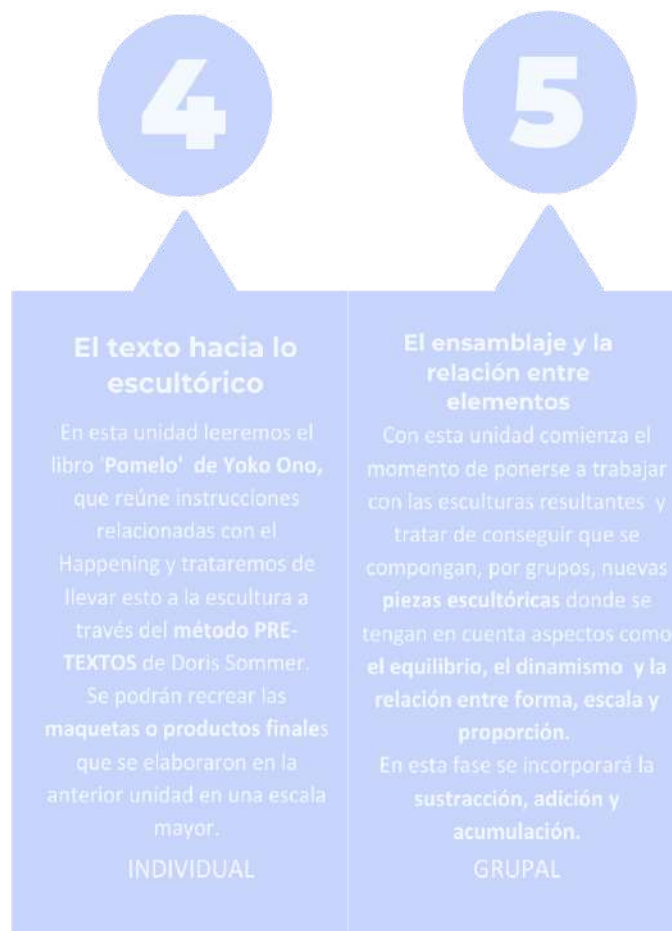 4
El texto hacia lo
escultórico
En esta unidad leeremos el
libro 'Pomelo' de Yoko Ono,
que reúne instrucciones
relacionadas con el
Happening y trataremos de
llevar esto a la escultura a
través del método PRE-
TEXTOS de Doris Sommer.
Se podrán recrear las
maquetas o productos finales
que se elaboraron en la
anterior unidad en una escala
mayor.
INDIVIDUAL
5
El ensamblaje y la
relación entre
elementos
Con esta unidad comienza el
momento de ponerse a trabajar
con las esculturas resultantes y
tratar de conseguir que se
compongan, por grupos, nuevas
piezas escultóricas donde se
tengan en cuenta aspectos como
el equilibrio, el dinamismo y la
relación entre forma, escala y
proporción.
En esta fase se incorporará la
sustracción, adición y
acumulación.
GRUPAL